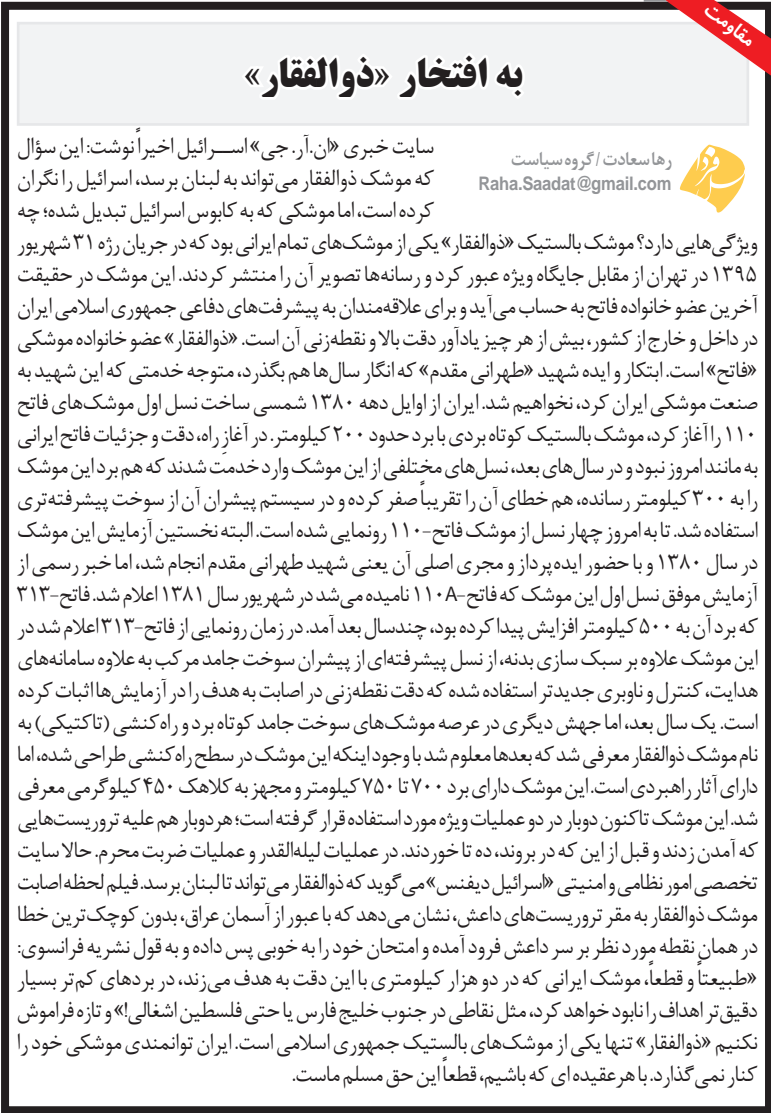 مقاومت
به افتخار «ذوالفقار»
سرفردا
رها سعادت / گروه سیاست
Raha.Saadat@gmail.com
سایت خبری «ان.آر. جی» اســرائیل اخیراً نوشت: این سؤال
که موشک ذوالفقار می‌تواند به لبنان برسد، اسرائیل را نگران
کرده است، اما موشکی که به کابوس اسرائیل تبدیل شده؛ چه
ویژگی‌هایی دارد؟ موشک بالستیک «ذوالفقار» یکی از موشک‌های تمام ایرانی بود که در جریان رژه ۳۱ شهریور
۱۳۹۵ در تهران از مقابل جایگاه ویژه عبور کرد و رسانه‌ها تصویر آن را منتشر کردند. این موشک در حقیقت
آخرین عضو خانواده فاتح به حساب می‌آید و برای علاقه‌مندان به پیشرفت‌های دفاعی جمهوری اسلامی ایران
در داخل و خارج از کشور، بیش از هر چیز یادآور دقت بالا و نقطه‌زنی آن است. «ذوالفقار» عضو خانواده موشکی
«فاتح» است. ابتکار و ایده شهید «طهرانی مقدم» که انگار سال‌ها هم بگذرد، متوجه خدمتی که این شهید به
صنعت موشکی ایران کرد، نخواهیم شد. ایران از اوایل دهه ۱۳۸۰ شمسی ساخت نسل اول موشک‌های فاتح
۱۱۰ را آغاز کرد، موشک بالستیک کوتاه بردی با برد حدود ۲۰۰ کیلومتر. در آغازِ راه، دقت و جزئیات فاتح ایرانی
به مانند امروز نبود و در سال‌های بعد، نسل‌های مختلفی از این موشک وارد خدمت شدند که هم برد این موشک
را به ۳۰۰ کیلومتر رسانده، هم خطای آن را تقریباً صفر کرده و در سیستم پیشران آن از سوخت پیشرفته‌تری
استفاده شد. تا به امروز چهار نسل از موشک فاتح-۱۱۰ رونمایی شده است. البته نخستین آزمایش این موشک
در سال ۱۳۸۰ و با حضور ایده‌پرداز و مجری اصلی آن یعنی شهید طهرانی مقدم انجام شد، اما خبر رسمی از
آزمایش موفق نسل اول این موشک که فاتح-۱۱۰A نامیده می‌شد در شهریور سال ۱۳۸۱ اعلام شد. فاتح-۳۱۳
که برد آن به ۵۰۰ کیلومتر افزایش پیدا کرده بود، چندسال بعد آمد. در زمان رونمایی از فاتح-۳۱۳اعلام شد در
این موشک علاوه بر سبک سازی بدنه، از نسل پیشرفته‌ای از پیشران سوخت جامد مرکب به علاوه سامانه‌های
هدایت، کنترل و ناوبری جدیدتر استفاده شده که دقت نقطه‌زنی در اصابت به هدف را در آزمایش‌ها اثبات کرده
است. یک سال بعد، اما جهش دیگری در عرصه موشک‌های سوخت جامد کوتاه برد و راه کنشی (تاکتیکی) به
نام موشک ذوالفقار معرفی شد که بعدها معلوم شد با وجود اینکه این موشک در سطح راه کنشی طراحی شده، اما
دارای آثار راهبردی است. این موشک دارای برد ۷۰۰ تا ۷۵۰ کیلومتر و مجهز به کلاهک ۴۵۰ کیلوگرمی معرفی
شد. این موشک تاکنون دوبار در دو عملیات ویژه مورد استفاده قرار گرفته است؛ هر دوبار هم علیه تروریست‌هایی
که آمدن زدند و قبل از این که در بروند، ده تا خوردند. در عملیات لیله‌القدر و عملیات ضربت محرم. حالا سایت
تخصصی امور نظامی و امنیتی «اسرائیل دیفنس» می گوید که ذوالفقار می‌تواند تا لبنان برسد. فیلم لحظه اصابت
موشک ذوالفقار به مقر تروریست‌های داعش، نشان می‌دهد که با عبور از آسمان عراق، بدون کوچک‌ترین خطا
در همان نقطه مورد نظر بر سر داعش فرود آمده و امتحان خود را به خوبی پس داده و به قول نشریه فرانسوی:
«طبیعتاً و قطعاً، موشک ایرانی که در دو هزار کیلومتری با این دقت به هدف می‌زند، در بردهای کم‌تر بسیار
دقیق‌تر اهداف را نابود خواهد کرد، مثل نقاطی در جنوب خلیج فارس یا حتی فلسطین اشغالی!» و تازه فراموش
نکنیم «ذوالفقار» تنها یکی از موشک‌های بالستیک جمهوری اسلامی است. ایران توانمندی موشکی خود را
کنار نمی گذارد. با هر عقیده ای که باشیم، قطعاً این حق مسلم ماست.